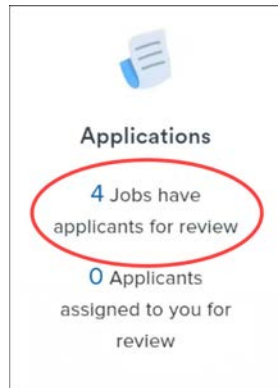 Applications
4 Jobs have
applicants for review
0 Applicants
assigned to you for
review